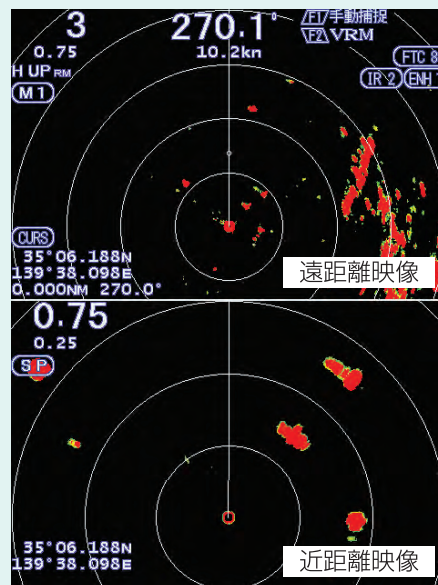 3
0.75
H UP RM
M 1
270.1°
10.2kn
F1 手動捕捉
F2 VRM
FTC 8
IR 2 ENH 1
CURS
35°06.188N
139°38.098E
0.000NM 270.0°
遠距離映像
0.75
0.25
S P
35°06.188N
139°38.098E
近距離映像